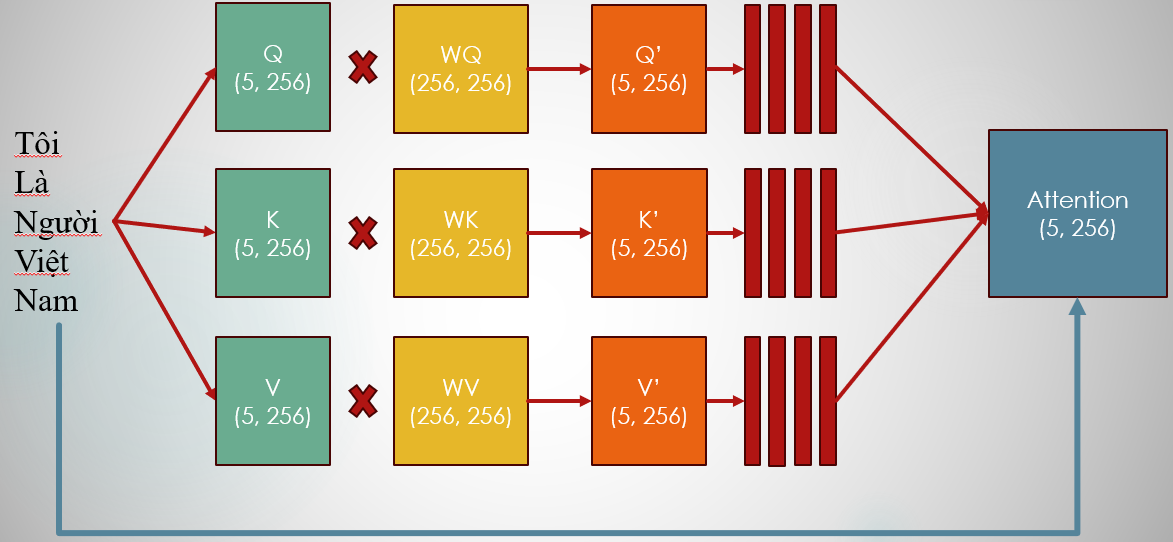 Tôi
Là
Người
Việt
Nam
Q
(5, 256)
WQ
(256, 256)
Q’
(5, 256)
K
(5, 256)
WK
(256, 256)
K’
(5, 256)
V
(5, 256)
WV
(256, 256)
V’
(5, 256)
Attention
(5, 256)